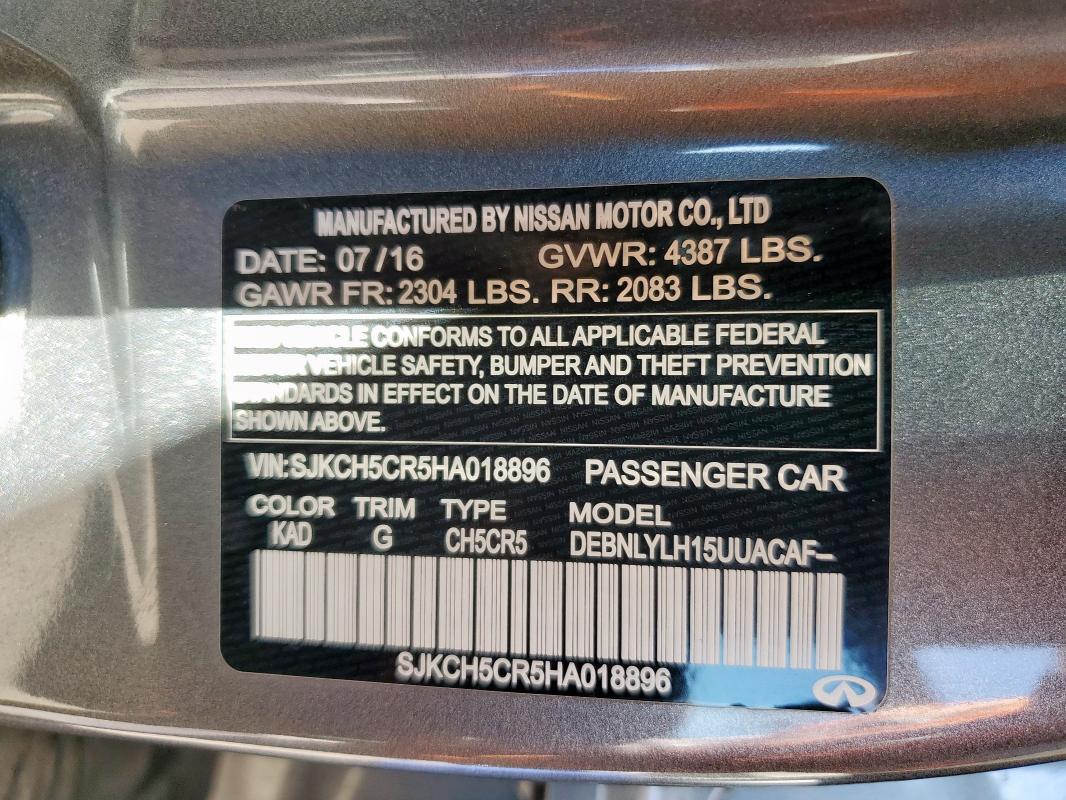 MANUFACTURED BY NISSAN MOTOR CO., LTD
DATE: 07/16 GVWR: 4387 LBS.
GAWR FR: 2304 LBS. RR: 2083 LBS.
VEHICLE CONFORMS TO ALL APPLICABLE FEDERAL
VEHICLE SAFETY, BUMPER AND THEFT PREVENTION
STANDARDS IN EFFECT ON THE DATE OF MANUFACTURE
SHOWN ABOVE.
VIN: SJKCH5CR5HA018896 PASSENGER CAR
COLOR TRIM TYPE MODEL
KAD G CH5CR5 DEBNLYLH15UUACAF-
SJKCH5CR5HA018896